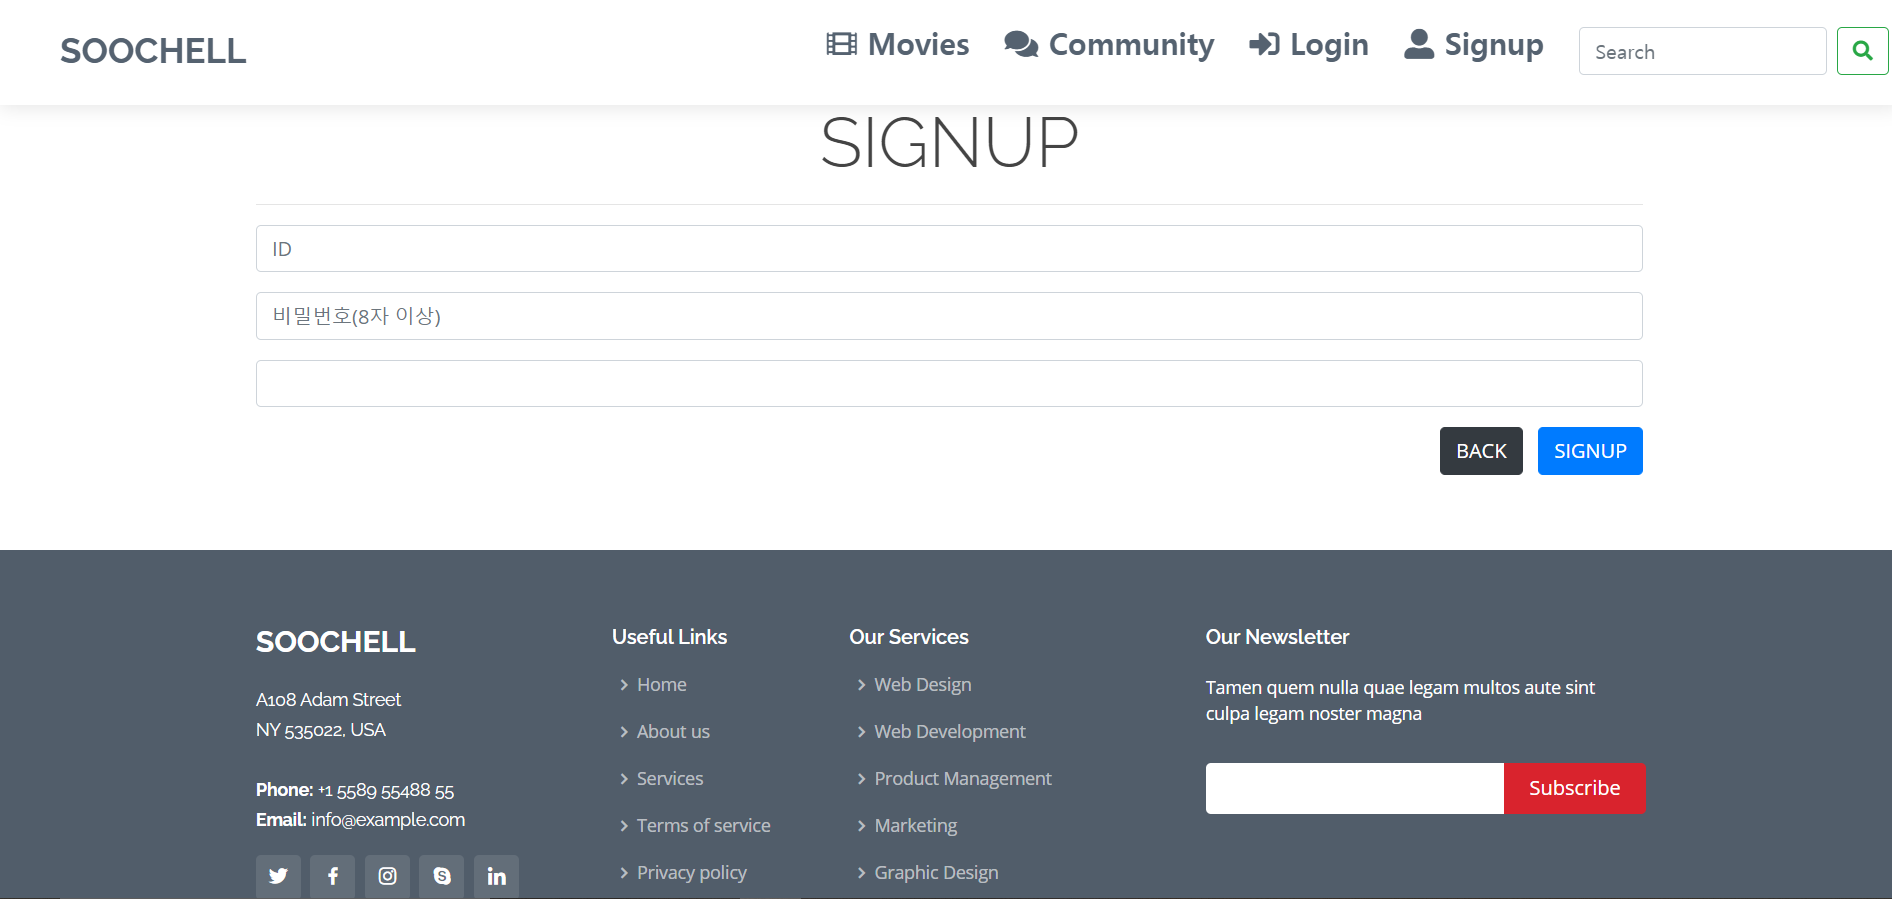 SOOCHELL
Movies
Community
Login
Signup
Search
SIGNUP
ID
비밀번호(8자 이상)
BACK
SIGNUP
SOOCHELL
A108 Adam Street
NY 535022, USA
Phone: +1 5589 55488 55
Email: info@example.com
Useful Links
Home
About us
Services
Terms of service
Privacy policy
Our Services
Web Design
Web Development
Product Management
Marketing
Graphic Design
Our Newsletter
Tamen quem nulla quae legam multos aute sint
culpa legam noster magna
Subscribe